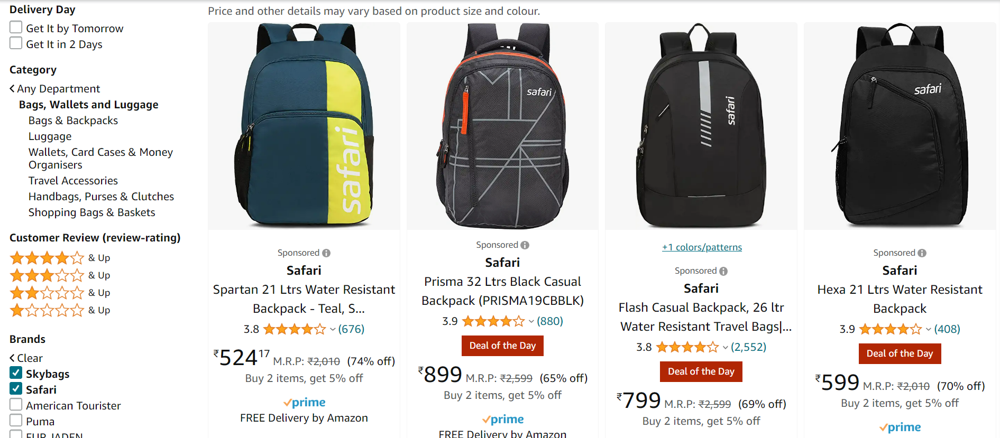 Delivery Day
Get It by Tomorrow
Get It in 2 Days
Category
Any Department
Bags, Wallets and Luggage
Bags & Backpacks
Luggage
Wallets, Card Cases & Money
Organisers
Travel Accessories
Handbags, Purses & Clutches
Shopping Bags & Baskets
Customer Review (review-rating)
& Up
& Up
& Up
& Up
Brands
Clear
Skybags
Safari
American Tourister
Puma
FUR JADEN
Price and other details may vary based on product size and colour.
safari
Sponsored
Safari
Spartan 21 Ltrs Water Resistant
Backpack - Teal, S...
3.8 (676)
₹524 17 M.R.P: ₹2,010 (74% off)
Buy 2 items, get 5% off
prime
FREE Delivery by Amazon
safari
Sponsored
Safari
Prisma 32 Ltrs Black Casual
Backpack (PRISMA19CBBLK)
3.9 (880)
Deal of the Day
₹899 M.R.P: ₹2,599 (65% off)
Buy 2 items, get 5% off
prime
FREE Delivery by Amazon
safari
+1 colors/patterns
Sponsored
Safari
Flash Casual Backpack, 26 ltr
Water Resistant Travel Bags|...
3.8 (2,552)
Deal of the Day
₹799 M.R.P: ₹2,599 (69% off)
Buy 2 items, get 5% off
safari
Sponsored
Safari
Hexa 21 Ltrs Water Resistant
Backpack
3.9 (408)
Deal of the Day
₹599 M.R.P: ₹2,010 (70% off)
Buy 2 items, get 5% off
prime